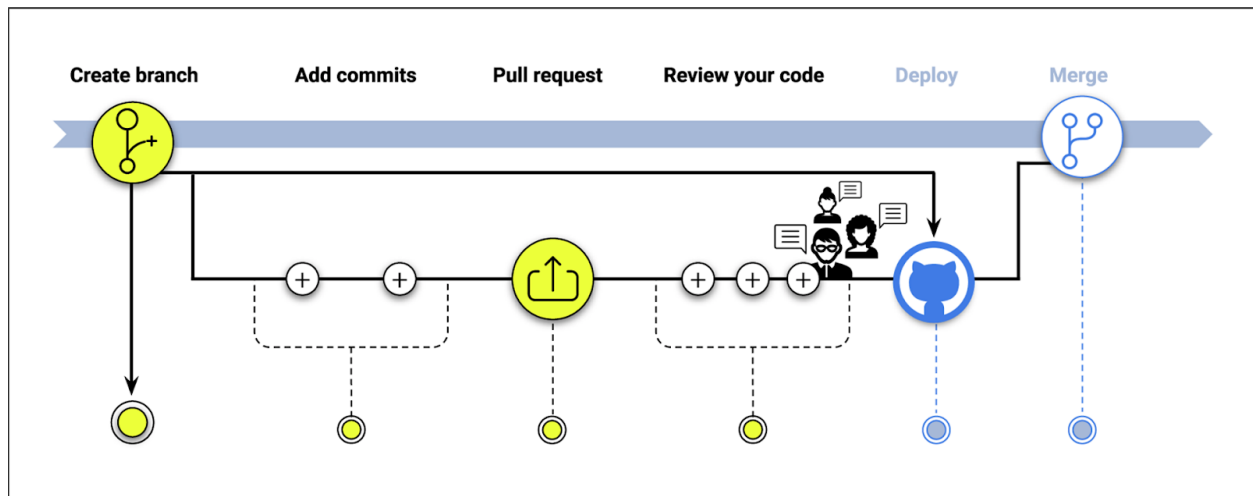 Create branch
Add commits
Pull request
Review your code
Deploy
Merge